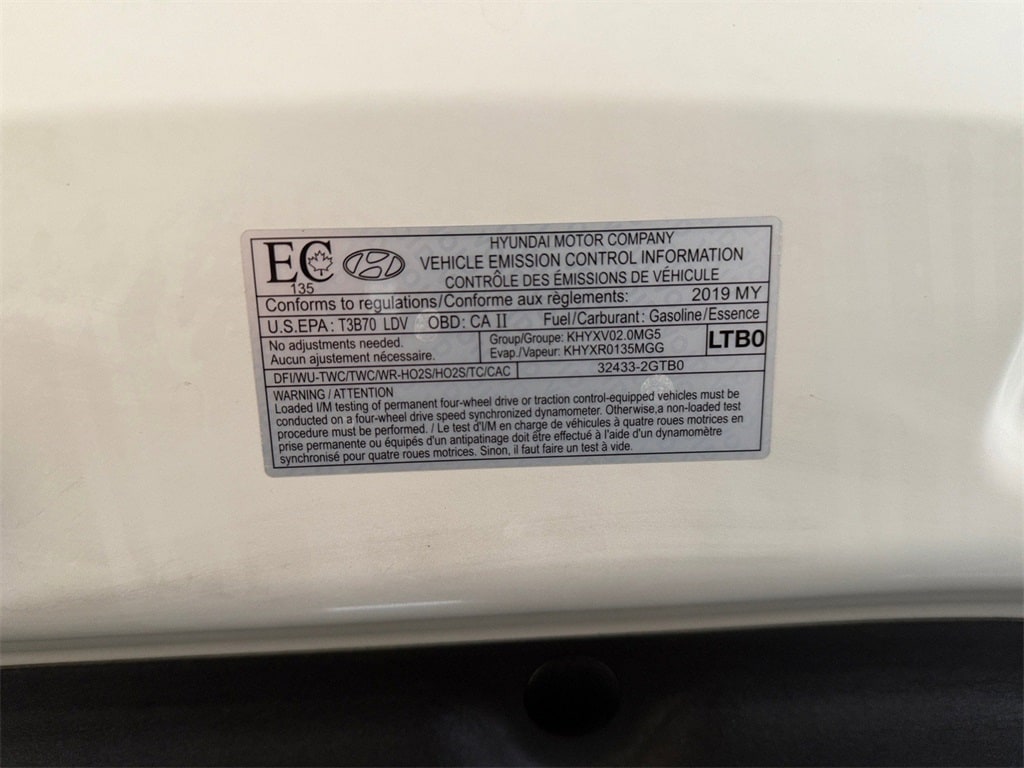 EC
135
HYUNDAI MOTOR COMPANY
VEHICLE EMISSION CONTROL INFORMATION
CONTRÔLE DES ÉMISSIONS DE VÉHICULE
Conforms to regulations/Conforme aux règlements: 2019 MY
U.S.EPA : T3B70 LDV OBD: CA II Fuel/Carburant: Gasoline/Essence
No adjustments needed.
Aucun ajustement nécessaire.
Group/Groupe: KHYXV02.0MG5
Evap./Vapeur: KHYXR0135MGG
LTB0
DFI/WU-TWC/TWC/WR-HO2S/HO2S/TC/CAC 32433-2GTB0
WARNING / ATTENTION
Loaded I/M testing of permanent four-wheel drive or traction control-equipped vehicles must be
conducted on a four-wheel drive speed synchronized dynamometer. Otherwise,a non-loaded test
procedure must be performed. / Le test d'I/M en charge de véhicules à quatre roues motrices en
prise permanente ou équipés d'un antipatinage doit être effectué à l'aide d'un dynamomètre
synchronisé pour quatre roues motrices. Sinon, il faut faire un test à vide.